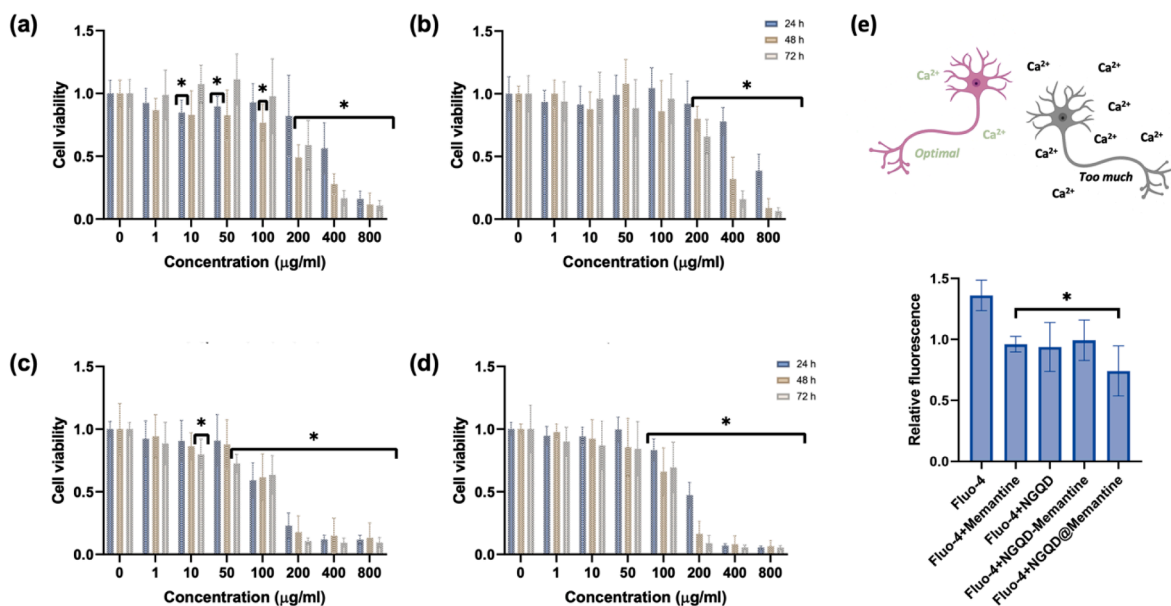 (a)
Cell viability
1.5
1.0
0.5
0.0
* * * *
24 h
48 h
72 h
0 1 10 50 100 200 400 800
Concentration (μg/ml)
(b)
Cell viability
1.5
1.0
0.5
0.0
*
24 h
48 h
72 h
0 1 10 50 100 200 400 800
Concentration (μg/ml)
(c)
Cell viability
1.5
1.0
0.5
0.0
* *
0 1 10 50 100 200 400 800
Concentration (μg/ml)
(d)
Cell viability
1.5
1.0
0.5
0.0
*
24 h
48 h
72 h
0 1 10 50 100 200 400 800
Concentration (μg/ml)
(e)
Ca²⁺
Ca²⁺
Optimal
Ca²⁺
Ca²⁺
Ca²⁺
Ca²⁺
Ca²⁺
Ca²⁺
Ca²⁺
Too much
Ca²⁺
Relative fluorescence
1.5
1.0
0.5
0.0
*
Fluo-4
Fluo-4+Memantine
Fluo-4+NGQD
Fluo-4+NGQD-Memantine
Fluo-4+NGQD@Memantine